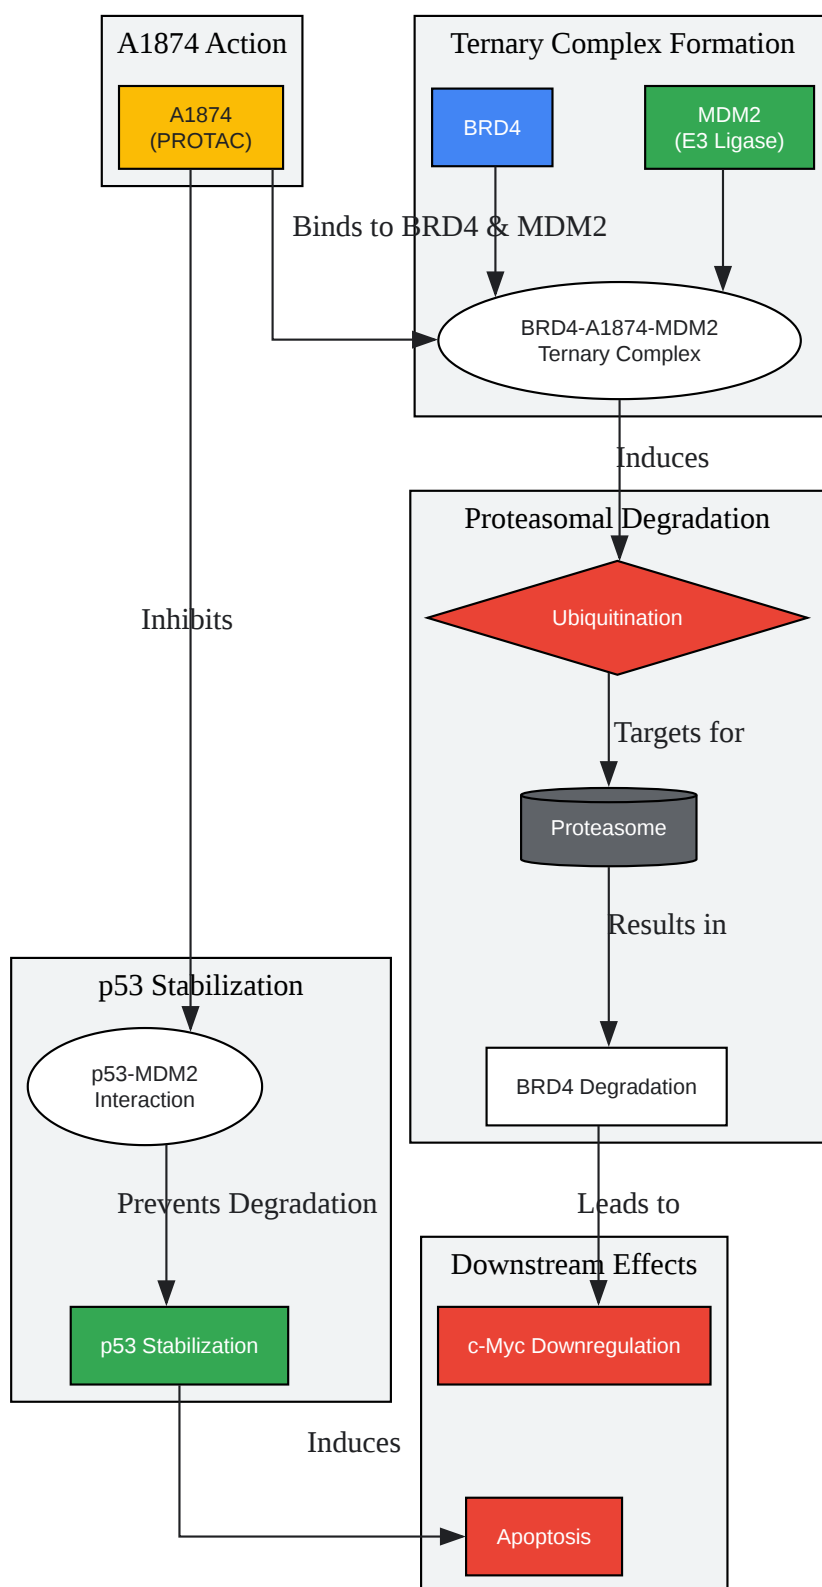 A1874 Action
A1874
(PROTAC)
Ternary Complex Formation
BRD4
MDM2
(E3 Ligase)
Binds to BRD4 & MDM2
BRD4-A1874-MDM2
Ternary Complex
Induces
Proteasomal Degradation
Ubiquitination
Inhibits
Targets for
Proteasome
Results in
p53 Stabilization
p53-MDM2
Interaction
BRD4 Degradation
Prevents Degradation
Leads to
Downstream Effects
p53 Stabilization
c-Myc Downregulation
Induces
Apoptosis